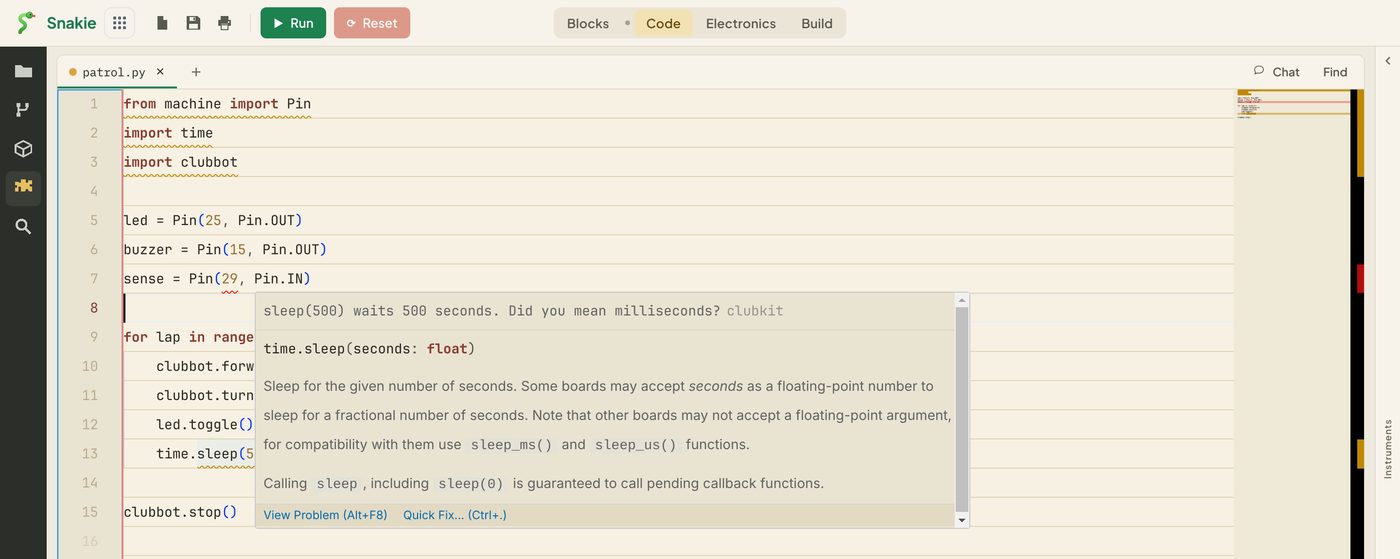 Snakie
Run
Reset
Blocks
Code
Electronics
Build
patrol.py
Chat
Find
1 from machine import Pin
2 import time
3 import clubbot
4
5 led = Pin(25, Pin.OUT)
6 buzzer = Pin(15, Pin.OUT)
7 sense = Pin(29, Pin.IN)
8
9 for lap in range
10 clubbot.forw
11 clubbot.turn
12 led.toggle()
13 time.sleep(5
14
15 clubbot.stop()
16
sleep(500) waits 500 seconds. Did you mean milliseconds? clubkit
time.sleep(seconds: float)
Sleep for the given number of seconds. Some boards may accept seconds as a floating-point number to
sleep for a fractional number of seconds. Note that other boards may not accept a floating-point argument,
for compatibility with them use sleep_ms() and sleep_us() functions.
Calling sleep, including sleep(0) is guaranteed to call pending callback functions.
View Problem (Alt+F8) Quick Fix... (Ctrl+.)
Instruments